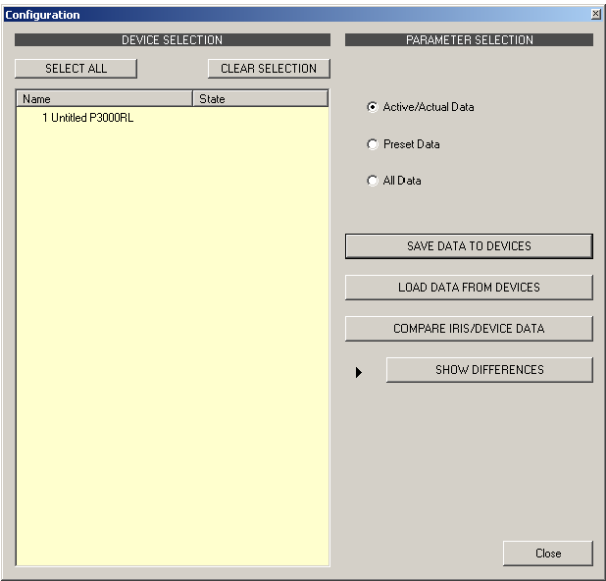 Configuration
DEVICE SELECTION
SELECT ALL
CLEAR SELECTION
Name
State
1 Untitled P3000RL
PARAMETER SELECTION
Active/Actual Data
Preset Data
All Data
SAVE DATA TO DEVICES
LOAD DATA FROM DEVICES
COMPARE IRIS/DEVICE DATA
SHOW DIFFERENCES
Close